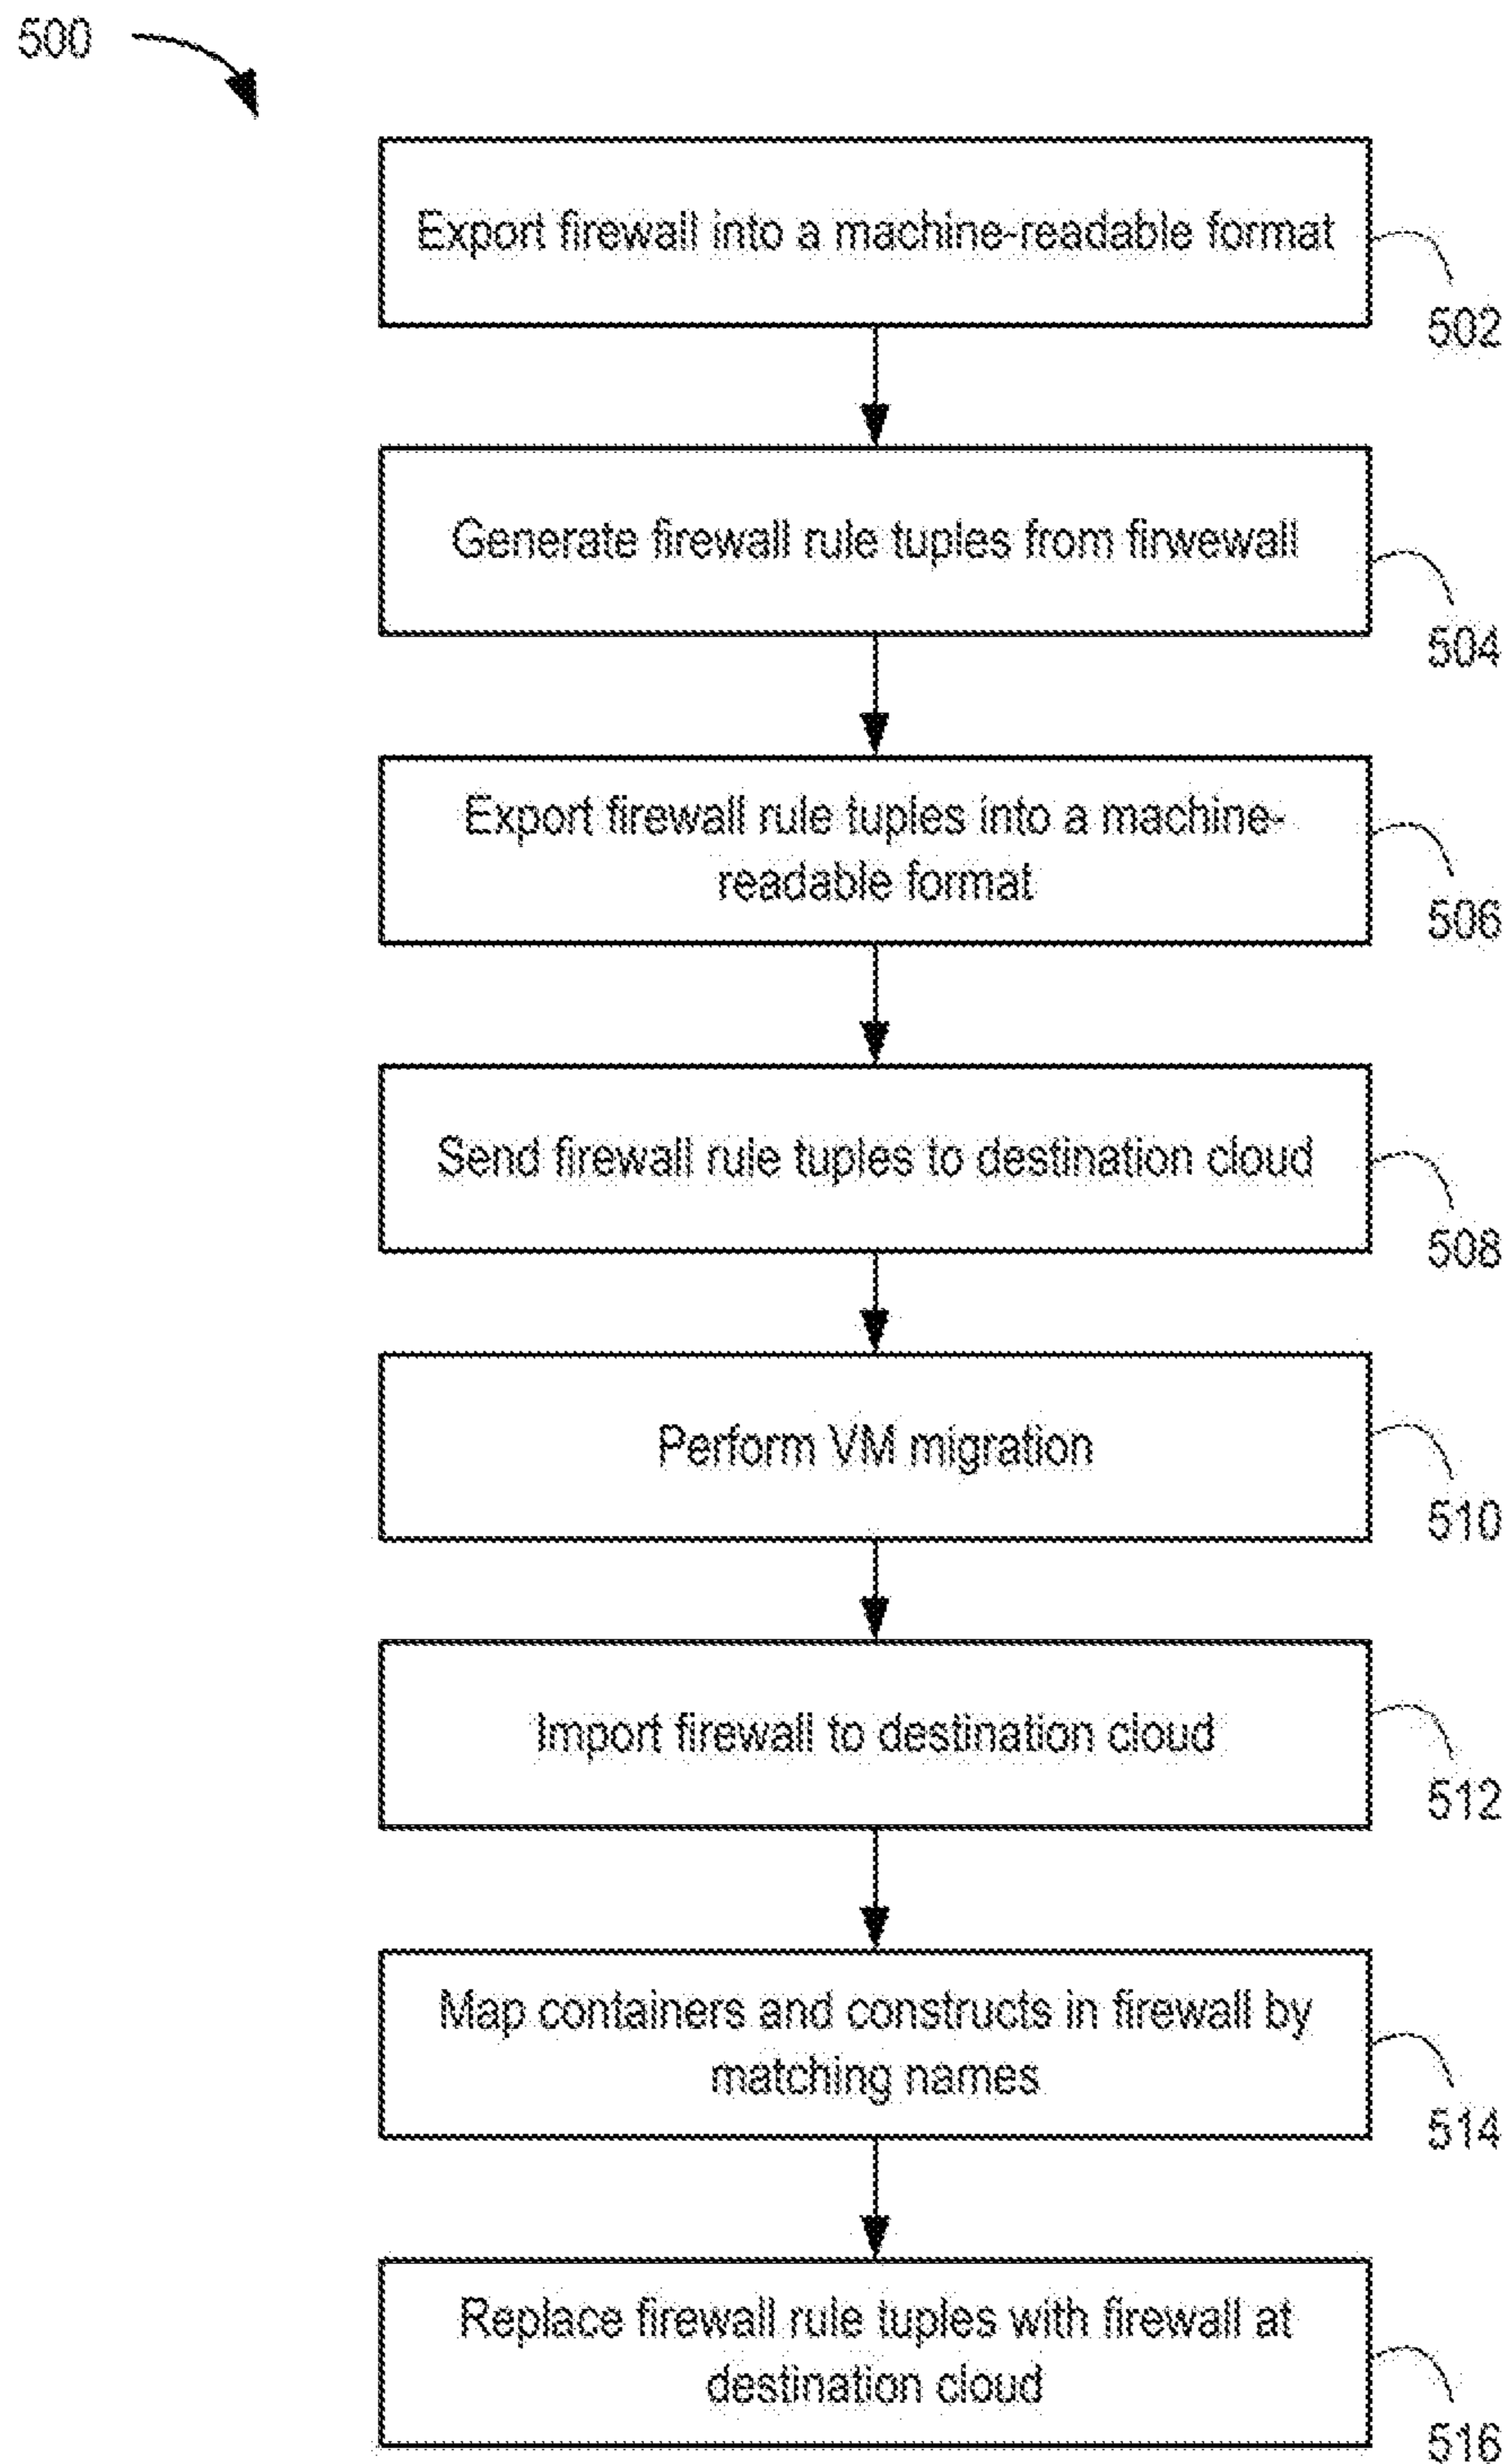 500
Export firewall into a machine-readable format
502
Generate firewall rule tuples from firwewall
504
Export firewall rule tuples into a machine-
readable format
506
Send firewall rule tuples to destination cloud
508
Perform VM migration
510
Import firewall to destination cloud
512
Map containers and constructs in firewall by
matching names
514
Replace firewall rule tuples with firewall at
destination cloud
516